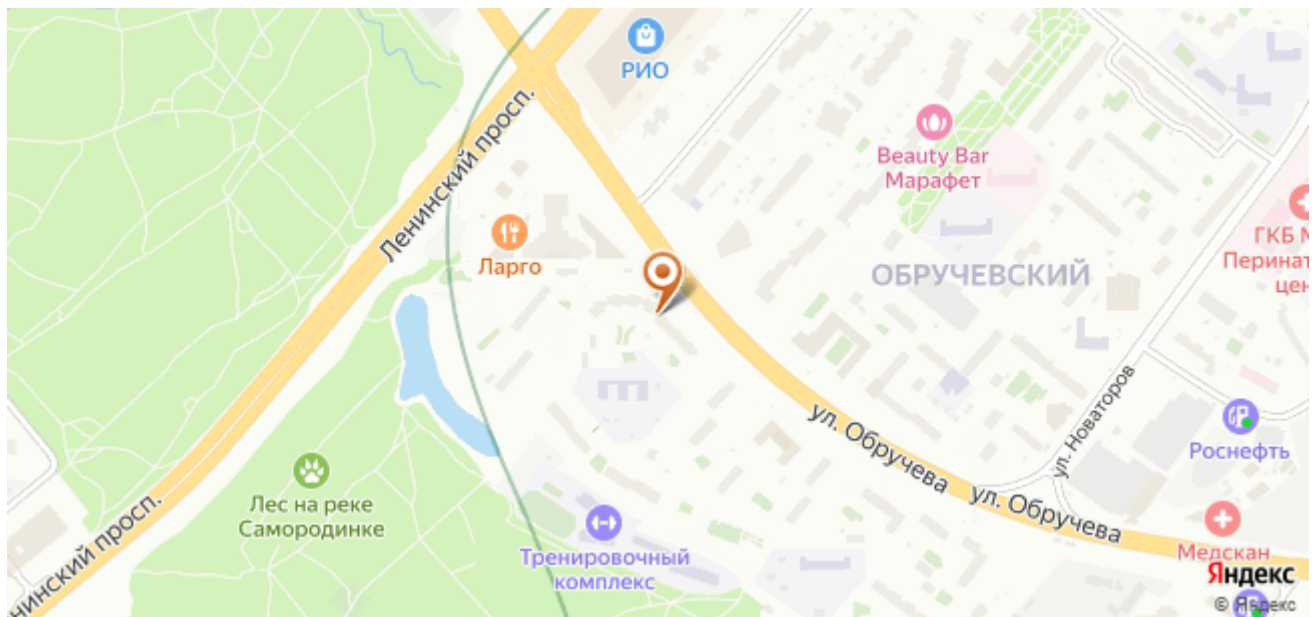 РИО
Ленинский просп.
Beauty Bar
Марафет
Ларго
ГКБ
Перинат
цен
ОБРУЧЕВСКИЙ
ул. Обручева
ул. Новаторов
Роснефть
ул. Обручева
Лес на реке
Самородинке
нинский просп.
Тренировочный
комплекс
Медскан
Яндекс
© Яндекс